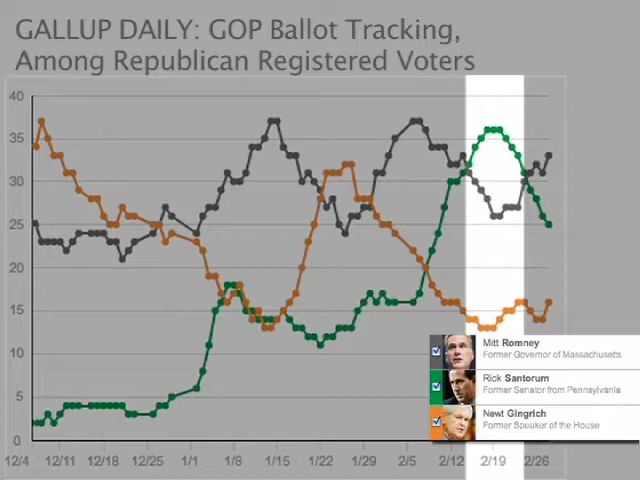 GALLUP DAILY: GOP Ballot Tracking,
Among Republican Registered Voters
40
35
30
25
20
15
10
5
0
12/4 12/11 12/18 12/25 1/1 1/8 1/15 1/22 1/29 2/5 2/12 2/19 2/26
Mitt Romney
Former Governor of Massachusetts
Rick Santorum
Former Senator from Pennsylvania
Newt Gingrich
Former Speaker of the House